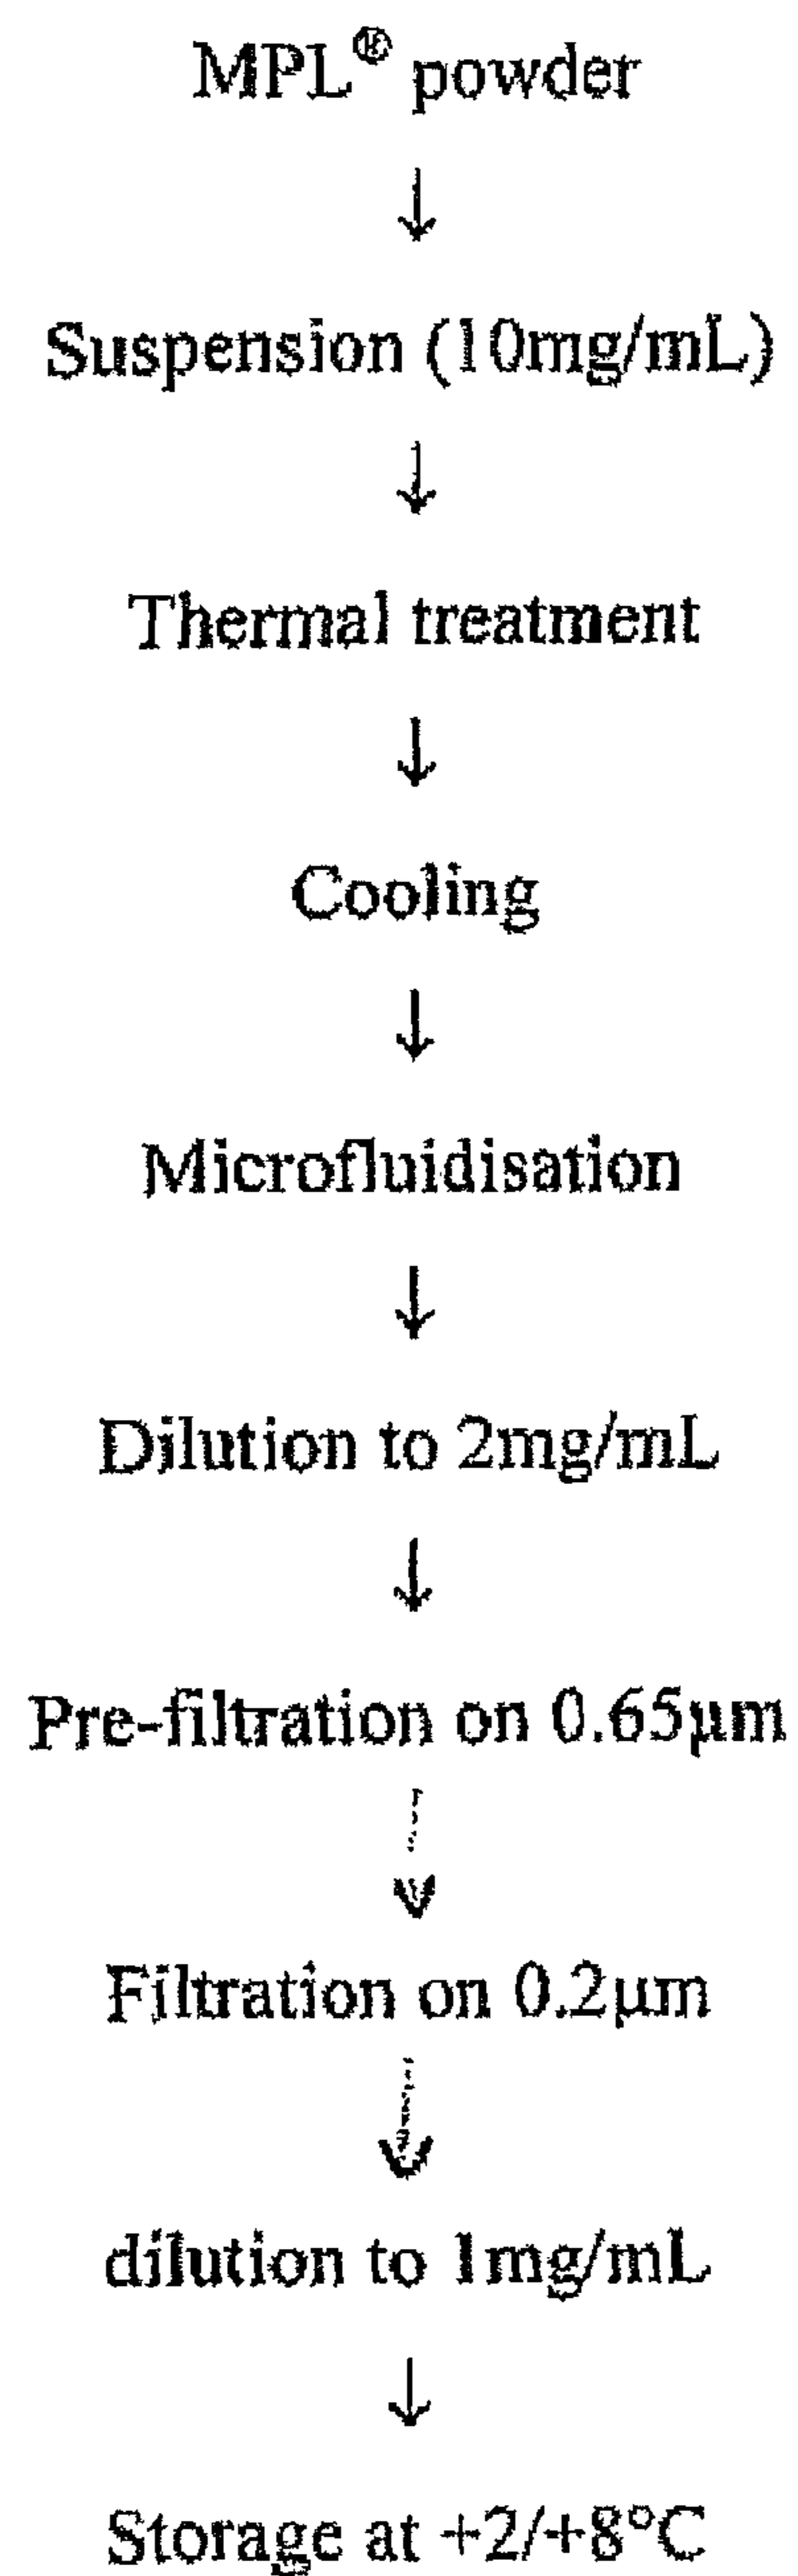 MPL® powder
↓
Suspension (10mg/mL)
↓
Thermal treatment
↓
Cooling
↓
Microfluidisation
↓
Dilution to 2mg/mL
↓
Pre-filtration on 0.65µm
↓
Filtration on 0.2µm
↓
dilution to 1mg/mL
↓
Storage at +2/+8°C